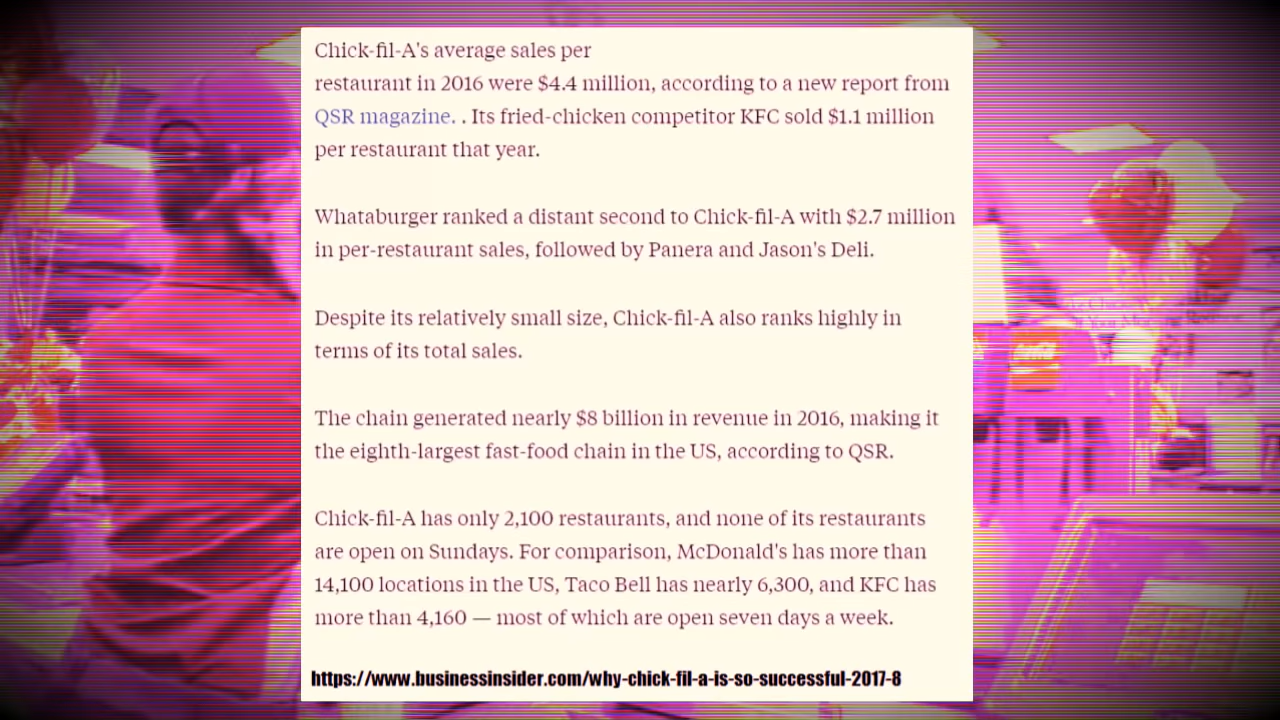 Chick-fil-A's average sales per
restaurant in 2016 were $4.4 million, according to a new report from
QSR magazine. . Its fried-chicken competitor KFC sold $1.1 million
per restaurant that year.
Whataburger ranked a distant second to Chick-fil-A with $2.7 million
in per-restaurant sales, followed by Panera and Jason's Deli.
Despite its relatively small size, Chick-fil-A also ranks highly in
terms of its total sales.
The chain generated nearly $8 billion in revenue in 2016, making it
the eighth-largest fast-food chain in the US, according to QSR.
Chick-fil-A has only 2,100 restaurants, and none of its restaurants
are open on Sundays. For comparison, McDonald's has more than
14,100 locations in the US, Taco Bell has nearly 6,300, and KFC has
more than 4,160 — most of which are open seven days a week.
https://www.businessinsider.com/why-chick-fil-a-is-so-successful-2017-8